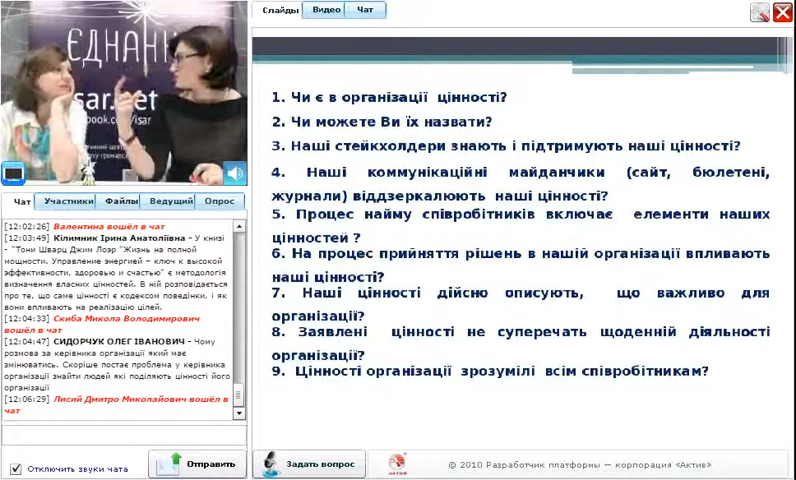 ЄДНАН
isar.net
book.com/isar
Чат
Участники
Файлы
Ведущий
Опрос
[12:02:26] Валентина вошёл в чат
[12:03:49] Кілимник Ірина Анатоліївна - У книзі
- "Тони Шварц Джим Лоэр "Жизнь на полной
мощности. Управление энергией – ключ к высокой
эффективности, здоровью и счастью" є методологія
визначення власних цінностей. В ній розповідається
про те, що саме цінності є кодексом поведінки, і як
вони впливають на реалізацію цілей.
[12:04:33] Скиба Микола Володимирович
вошёл в чат
[12:04:47] СИДОРЧУК ОЛЕГ ІВАНОВИЧ - Чому
розмова за керівника організації який має
змінюватись. Скоріше постає проблема у керівника
організації знайти людей які поділяють цінності його
організації
[12:06:29] Лисий Дмитро Миколайович вошёл в
чат
Отключить звуки чата
Отправить
Слайды
Видео
Чат
1. Чи є в організації цінності?
2. Чи можете Ви їх назвати?
3. Наші стейкхолдери знають і підтримують наші цінності?
4. Наші комунікаційні майданчики (сайт, бюлетені,
журнали) віддзеркалюють наші цінності?
5. Процес найму співробітників включає елементи наших
цінностей ?
6. На процес прийняття рішень в нашій організації впливають
наші цінності?
7. Наші цінності дійсно описують, що важливо для
організації?
8. Заявлені цінності не суперечать щоденній діяльності
організації?
9. Цінності організації зрозумілі всім співробітникам?
Задать вопрос
АКТИВ
© 2010 Разработчик платформы — корпорация «Актив»